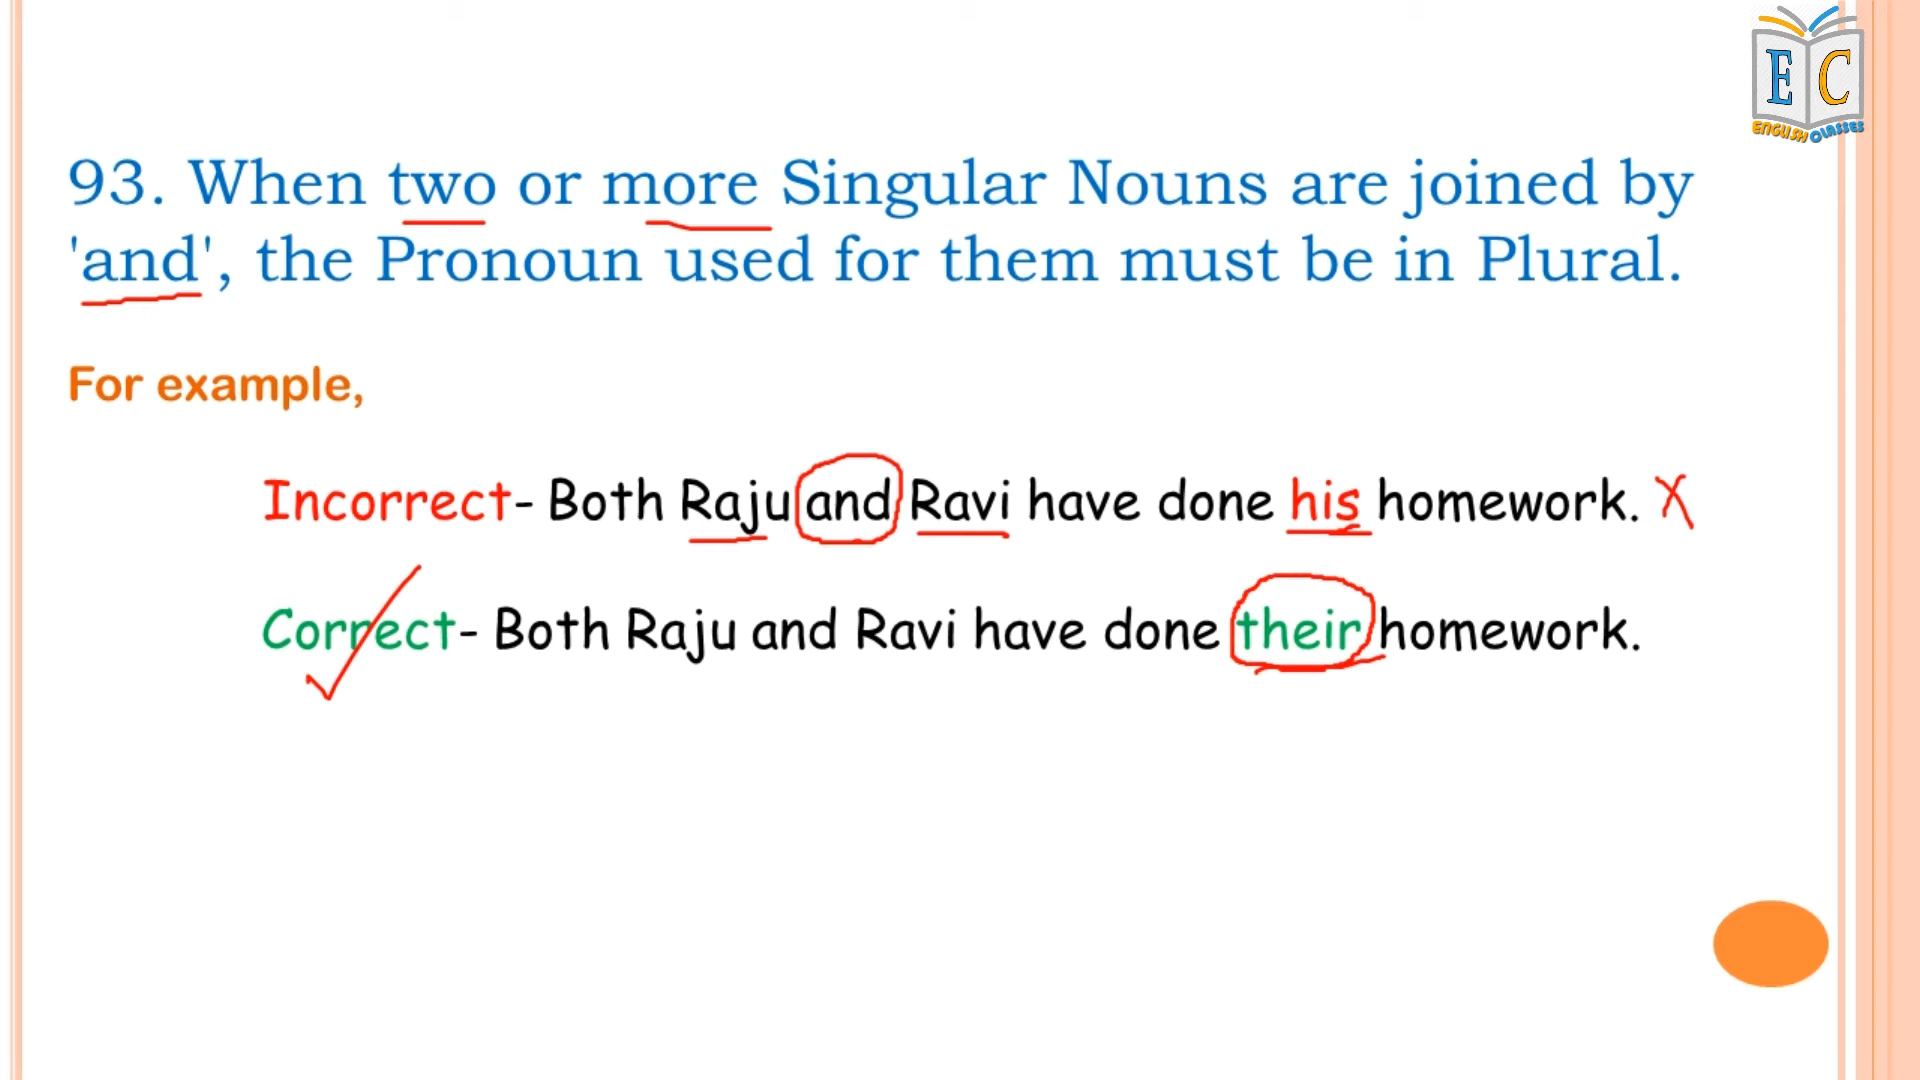 E C
ENGLISH CLASSES
93. When two or more Singular Nouns are joined by
'and', the Pronoun used for them must be in Plural.
For example,
Incorrect- Both Raju and Ravi have done his homework. X
Correct- Both Raju and Ravi have done their homework.